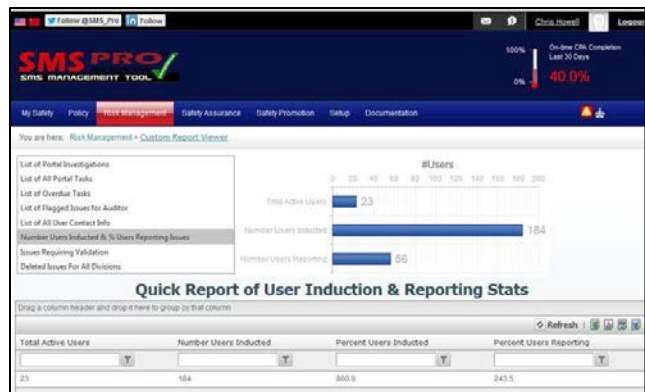 Follow @SMS_Pro
in Follow
Chris Howell
Logout
SMS PRO
SMS MANAGEMENT TOOL
100%
0%
On-time CPA Completion
Last 30 Days
40.0%
My Safety Policy Risk Management Safety Assurance Safety Promotion Setup Documentation
You are here: Risk Management » Custom Report Viewer
List of Portal Investigations
List of All Portal Tasks
List of Overdue Tasks
List of Flagged Issues for Auditor
List of All User Contact Info
Number Users Inducted & % Users Reporting Issues
Issues Requiring Validation
Deleted Issues For All Divisions
#Users
0 20 40 60 80 100 120 140 160 180 200
Total Active Users 23
Number Users Inducted 184
Number Users Reporting 56
Quick Report of User Induction & Reporting Stats
Drag a column header and drop it here to group by that column
Refresh
Total Active Users Number Users Inducted Percent Users Inducted Percent Users Reporting
23 184 800.0 243.5